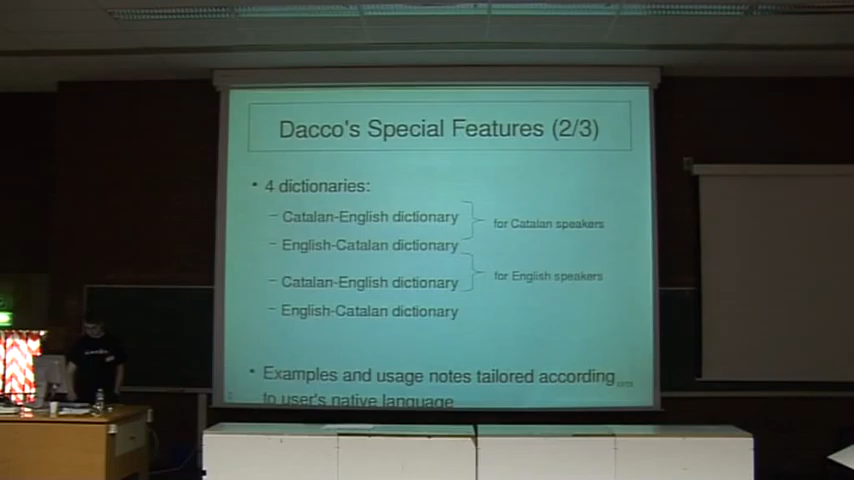 Dacco's Special Features (2/3)
• 4 dictionaries:
– Catalan-English dictionary
for Catalan speakers
– English-Catalan dictionary
– Catalan-English dictionary
for English speakers
– English-Catalan dictionary
• Examples and usage notes tailored according
to user's native language